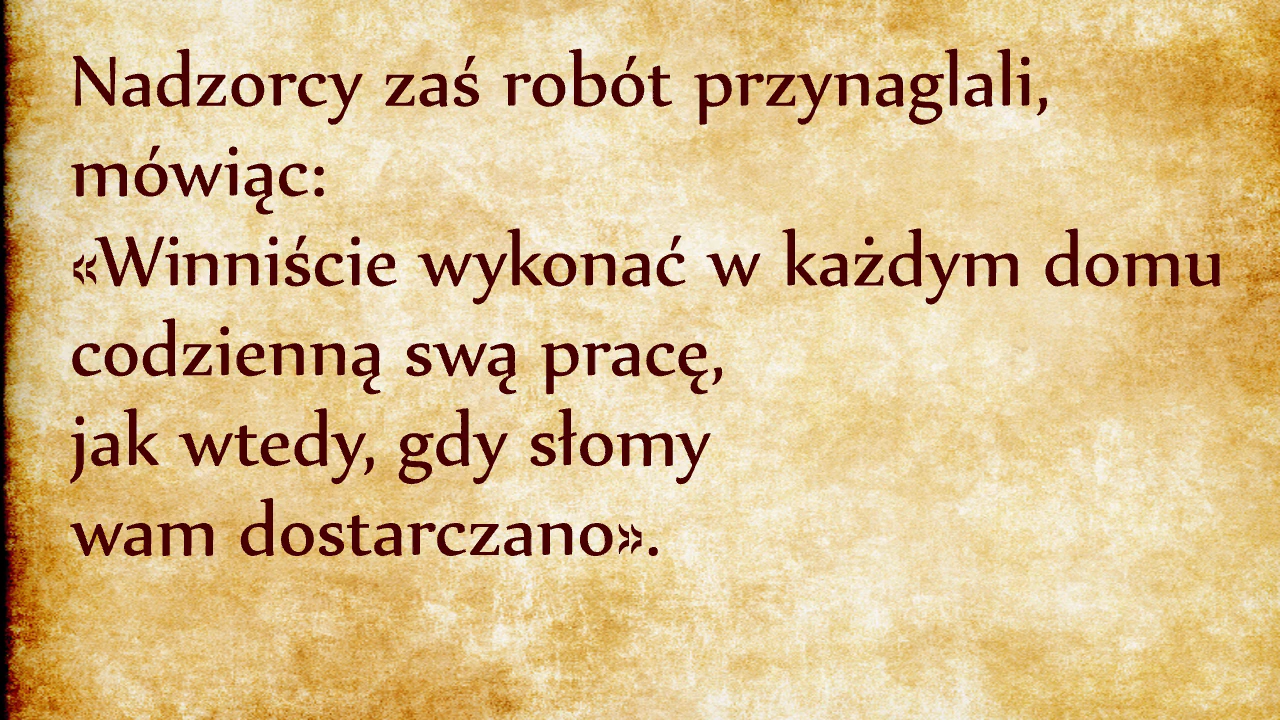 Nadzorcy zaś robót przynaglali,
mówiąc:
«Winniście wykonać w każdym domu
codzienną swą pracę,
jak wtedy, gdy słomy
wam dostarczano».